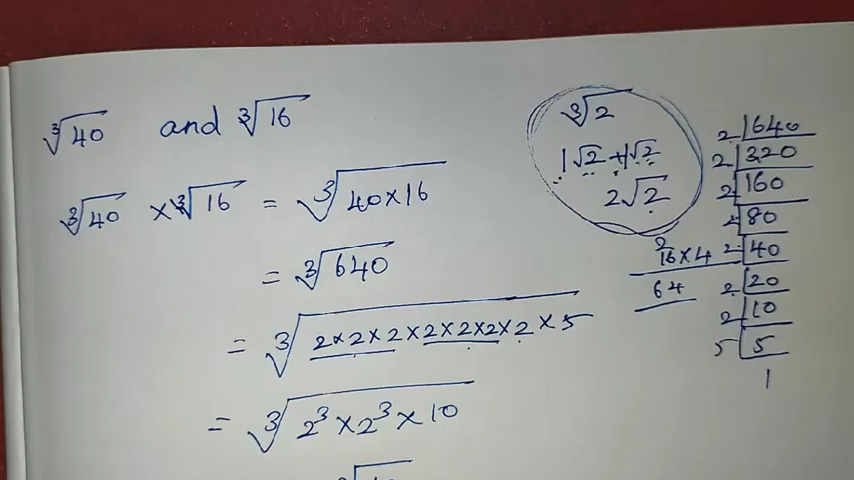 ∛40 and ∛16
∛40 × ∛16 = ∛40×16
= ∛640
= ∛2×2×2×2×2×2×2×5
= ∛2³×2³×10
∛2
1√2 + 1√2
2√2
2
16×4
64
2 | 640
2 | 320
2 | 160
2 | 80
2 | 40
2 | 20
2 | 10
5 | 5
1